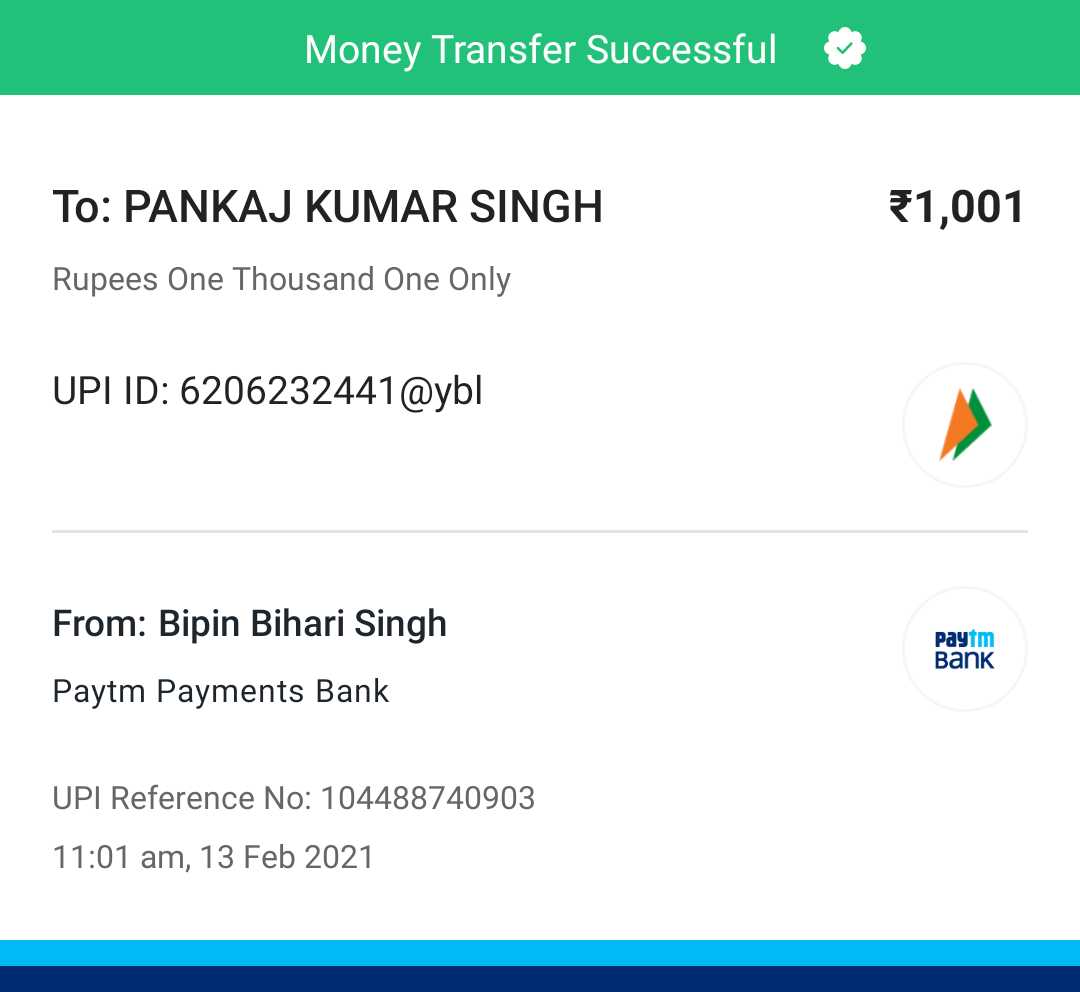 Money Transfer Successful
To: PANKAJ KUMAR SINGH ₹1,001
Rupees One Thousand One Only
UPI ID: 6206232441@ybl
From: Bipin Bihari Singh
paytm
BANK
Paytm Payments Bank
UPI Reference No: 104488740903
11:01 am, 13 Feb 2021